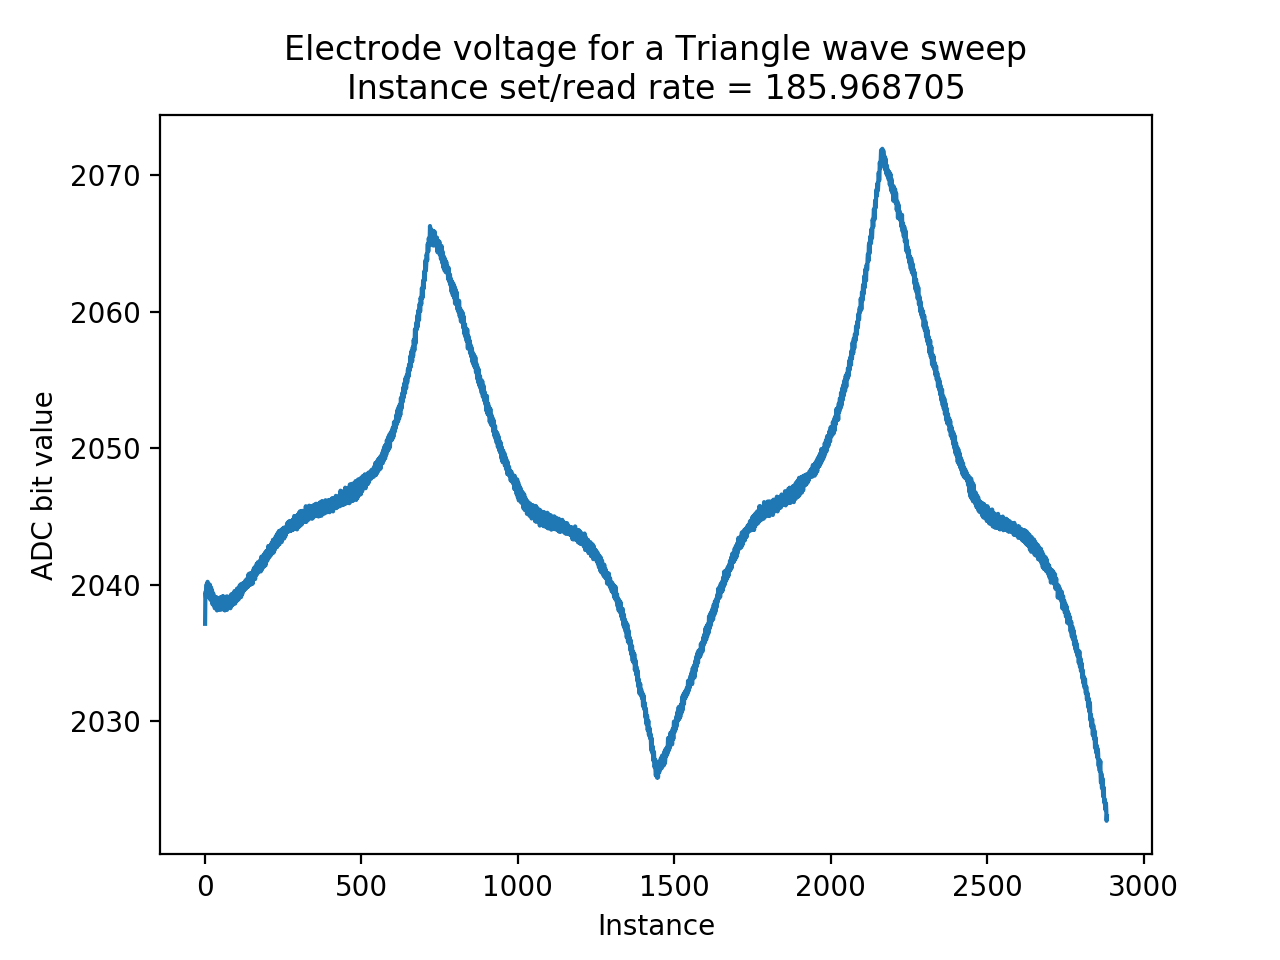 Electrode voltage for a Triangle wave sweep
Instance set/read rate = 185.968705
ADC bit value
2070
2060
2050
2040
2030
0 500 1000 1500 2000 2500 3000
Instance